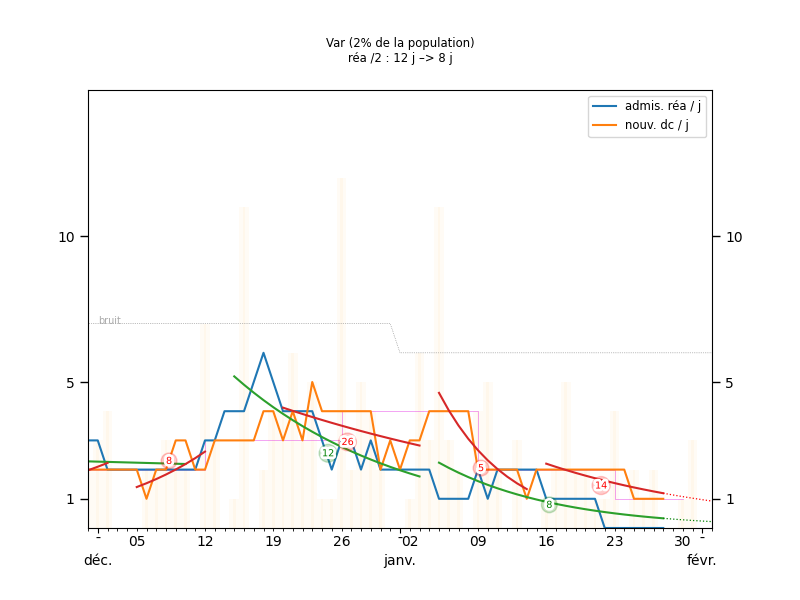 Var (2% de la population)
réa /2 : 12 j –> 8 j
admis. réa / j
nouv. dc / j
10
10
bruit
5
5
8
26
12
5
14
8
1
1
05
12
19
26
02
09
16
23
30
déc.
janv.
févr.